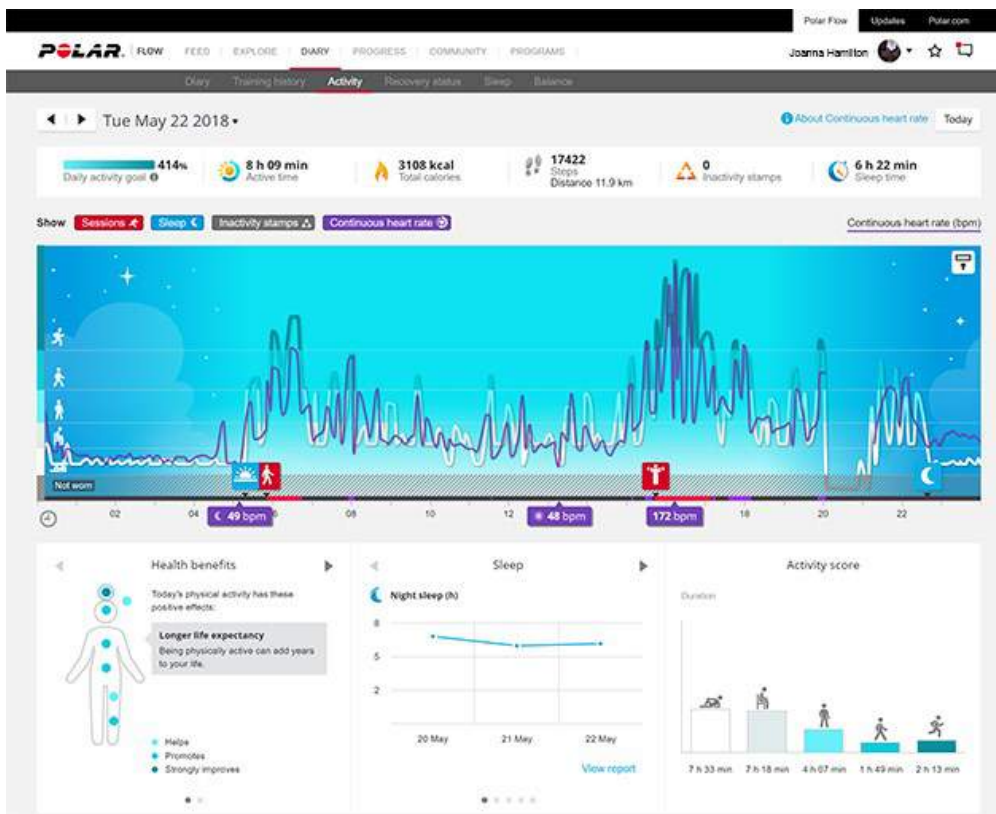 Polar Flow Updates Polar.com
POLAR. FLOW FEED EXPLORE DIARY PROGRESS COMMUNITY PROGRAMS
Joanna Hamilton
Diary Training history Activity Recovery status Sleep Balance
Tue May 22 2018
About Continuous heart rate Today
414%
Daily activity goal
8 h 09 min
Active time
3108 kcal
Total calories
17422
Steps
Distance 11.9 km
0
Inactivity stamps
6 h 22 min
Sleep time
Show Sessions Sleep Inactivity stamps Continuous heart rate
Continuous heart rate (bpm)
Not worn
02 04 6 08 10 12 18 20 22
49 bpm 48 bpm 172 bpm
Health benefits
Today's physical activity has these
positive effects:
Longer life expectancy
Being physically active can add years
to your life.
Helps
Promotes
Strongly improves
Sleep
Night sleep (h)
8
5
2
20 May 21 May 22 May
View report
Activity score
Duration
7 h 33 min 7 h 18 min 4 h 07 min 1 h 49 min 2 h 13 min